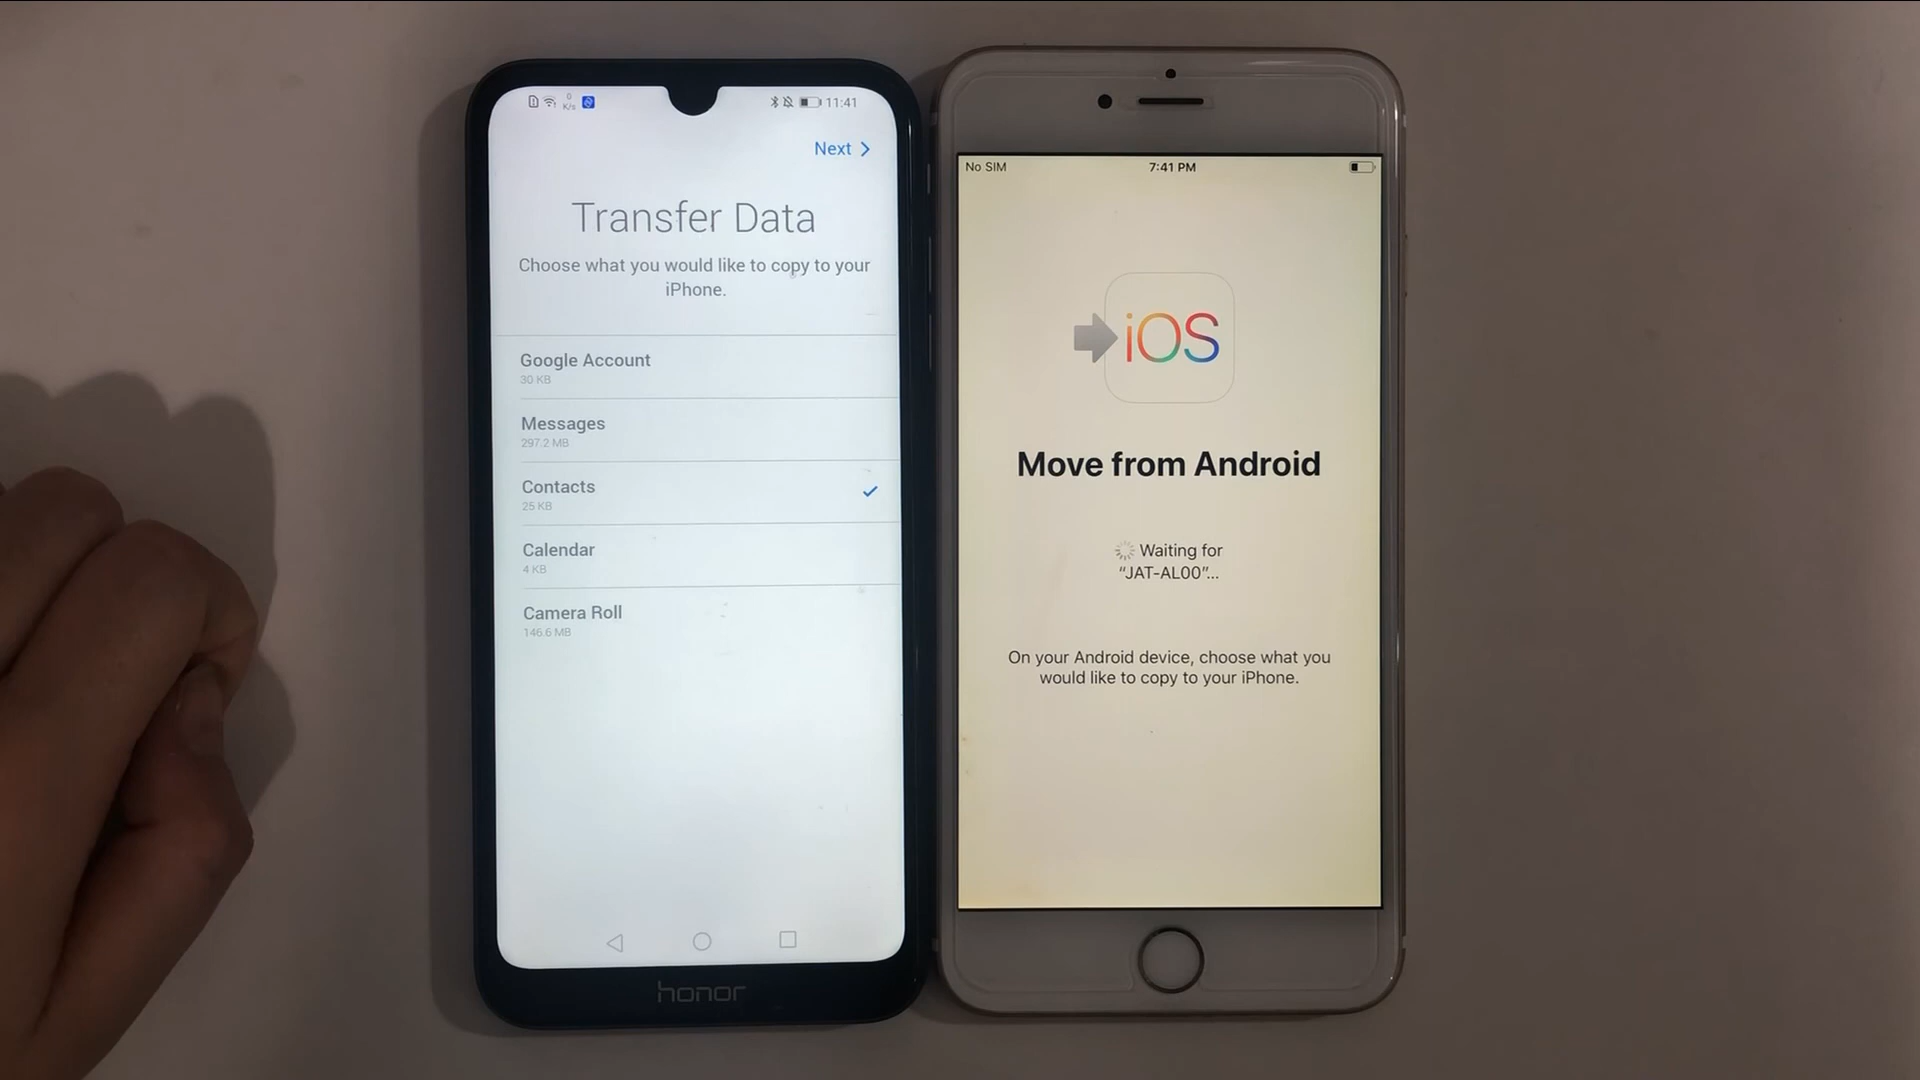 0
K/s
11:41
Next
Transfer Data
Choose what you would like to copy to your
iPhone.
Google Account
30 KB
Messages
297.2 MB
Contacts
25 KB
Calendar
4 KB
Camera Roll
146.6 MB
honor
No SIM
7:41 PM
iOS
Move from Android
Waiting for
“JAT-AL00”...
On your Android device, choose what you
would like to copy to your iPhone.